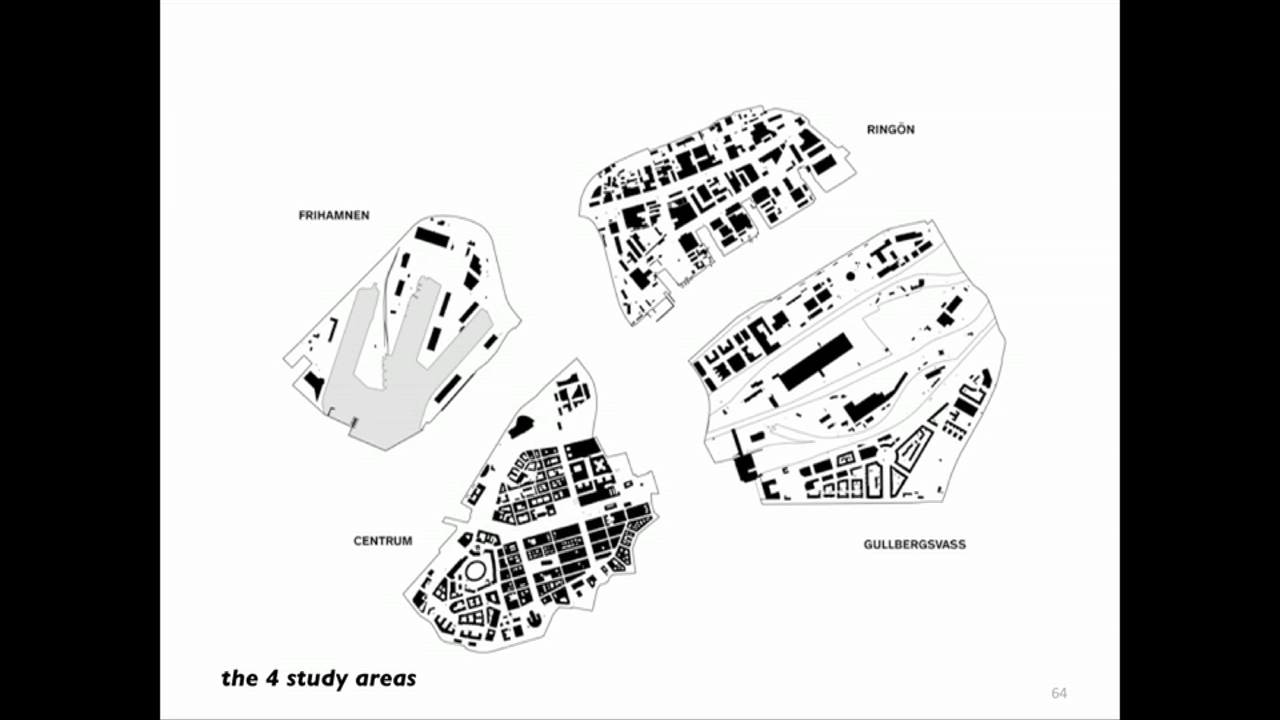 RINGÖN
FRIHAMNEN
CENTRUM
GULLBERGSVASS
the 4 study areas
64